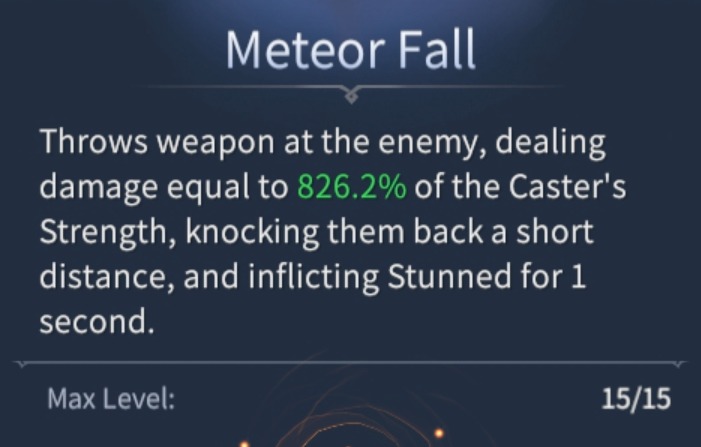 Meteor Fall
Throws weapon at the enemy, dealing
damage equal to 826.2% of the Caster's
Strength, knocking them back a short
distance, and inflicting Stunned for 1
second.
Max Level: 15/15